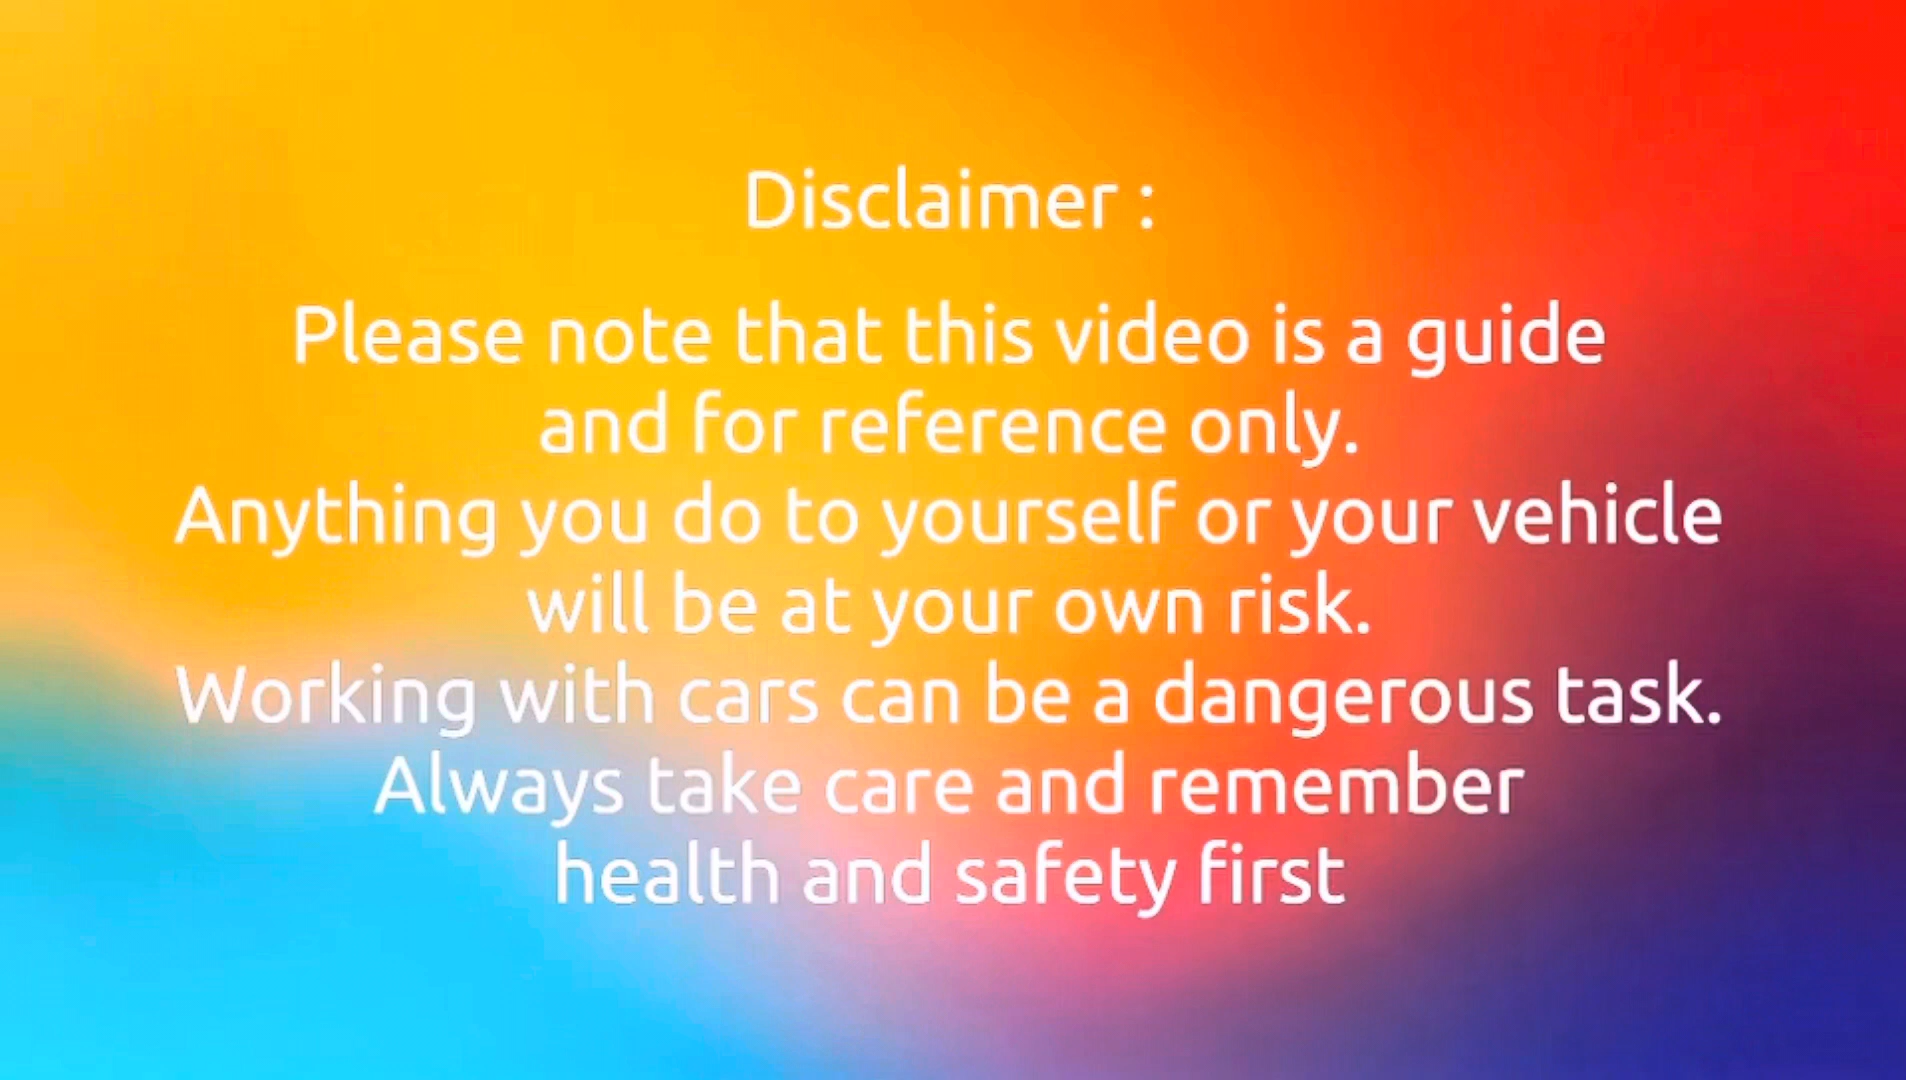 Disclaimer :
Please note that this video is a guide
and for reference only.
Anything you do to yourself or your vehicle
will be at your own risk.
Working with cars can be a dangerous task.
Always take care and remember
health and safety first